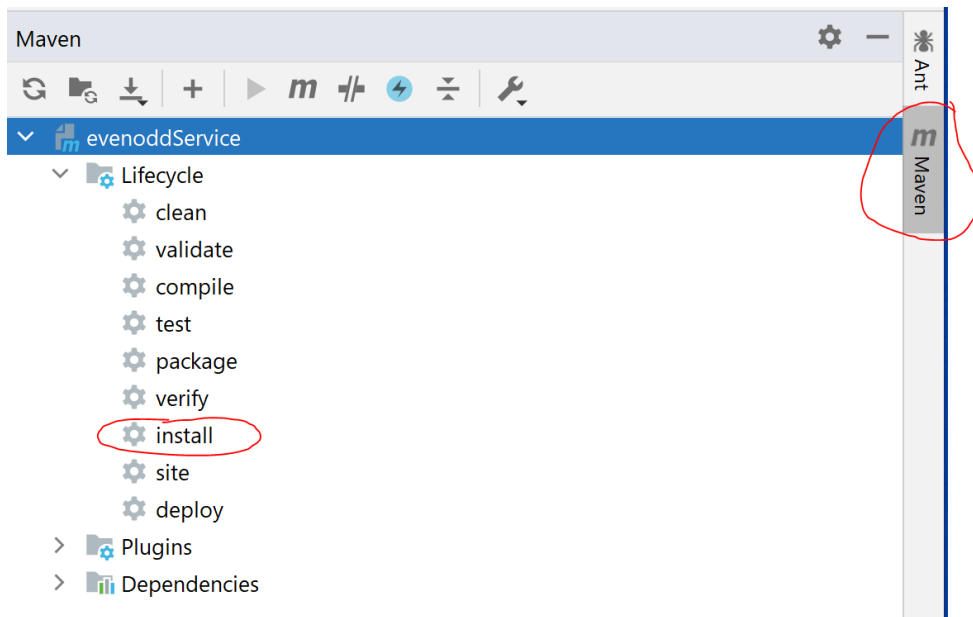 Maven
Ant
m
Maven
evenoddService
Lifecycle
clean
validate
compile
test
package
verify
install
site
deploy
Plugins
Dependencies